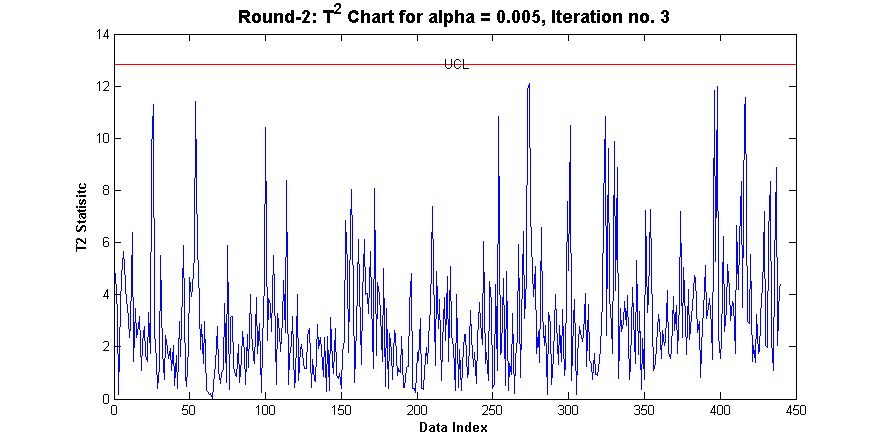 Round-2: T2 Chart for alpha = 0.005, Iteration no. 3
14
UCL
12
10
8
6
4
2
0
T2 Statisitc
0 50 100 150 200 250 300 350 400 450
Data Index